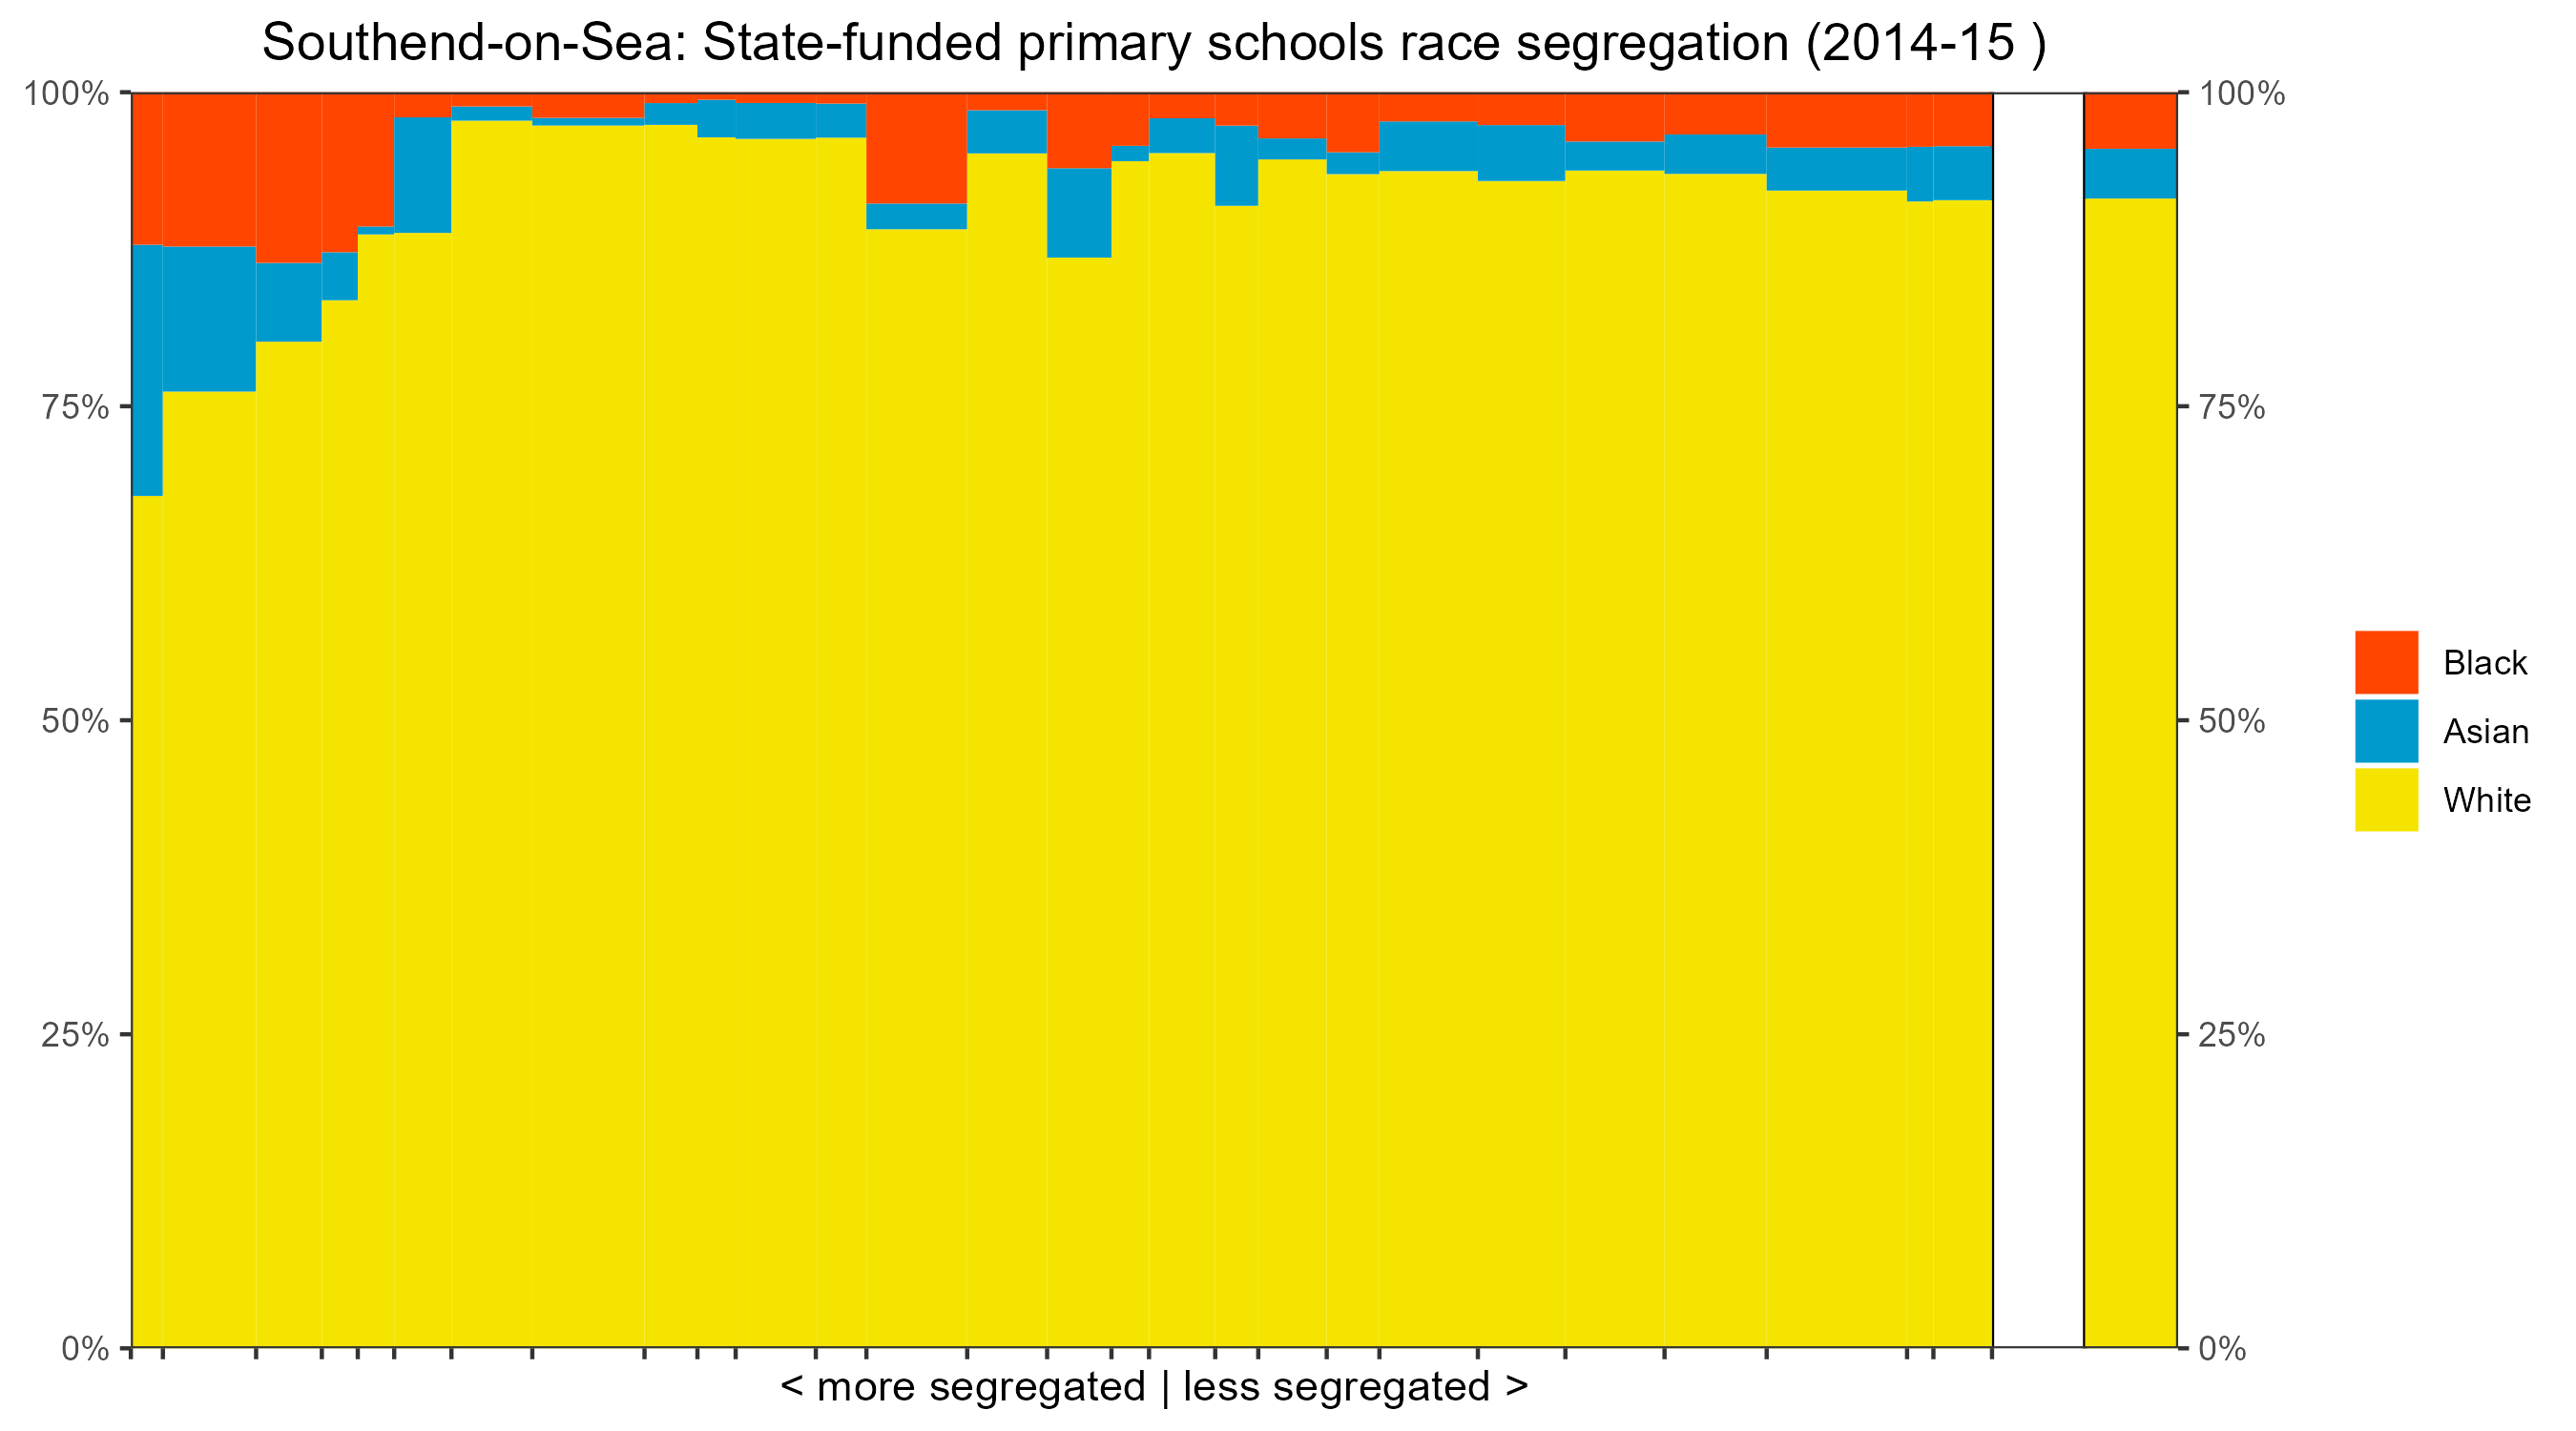 Southend-on-Sea: State-funded primary schools race segregation (2014-15 )
100%
75%
50%
25%
0%
100%
75%
50%
25%
0%
Black
Asian
White
< more segregated | less segregated >